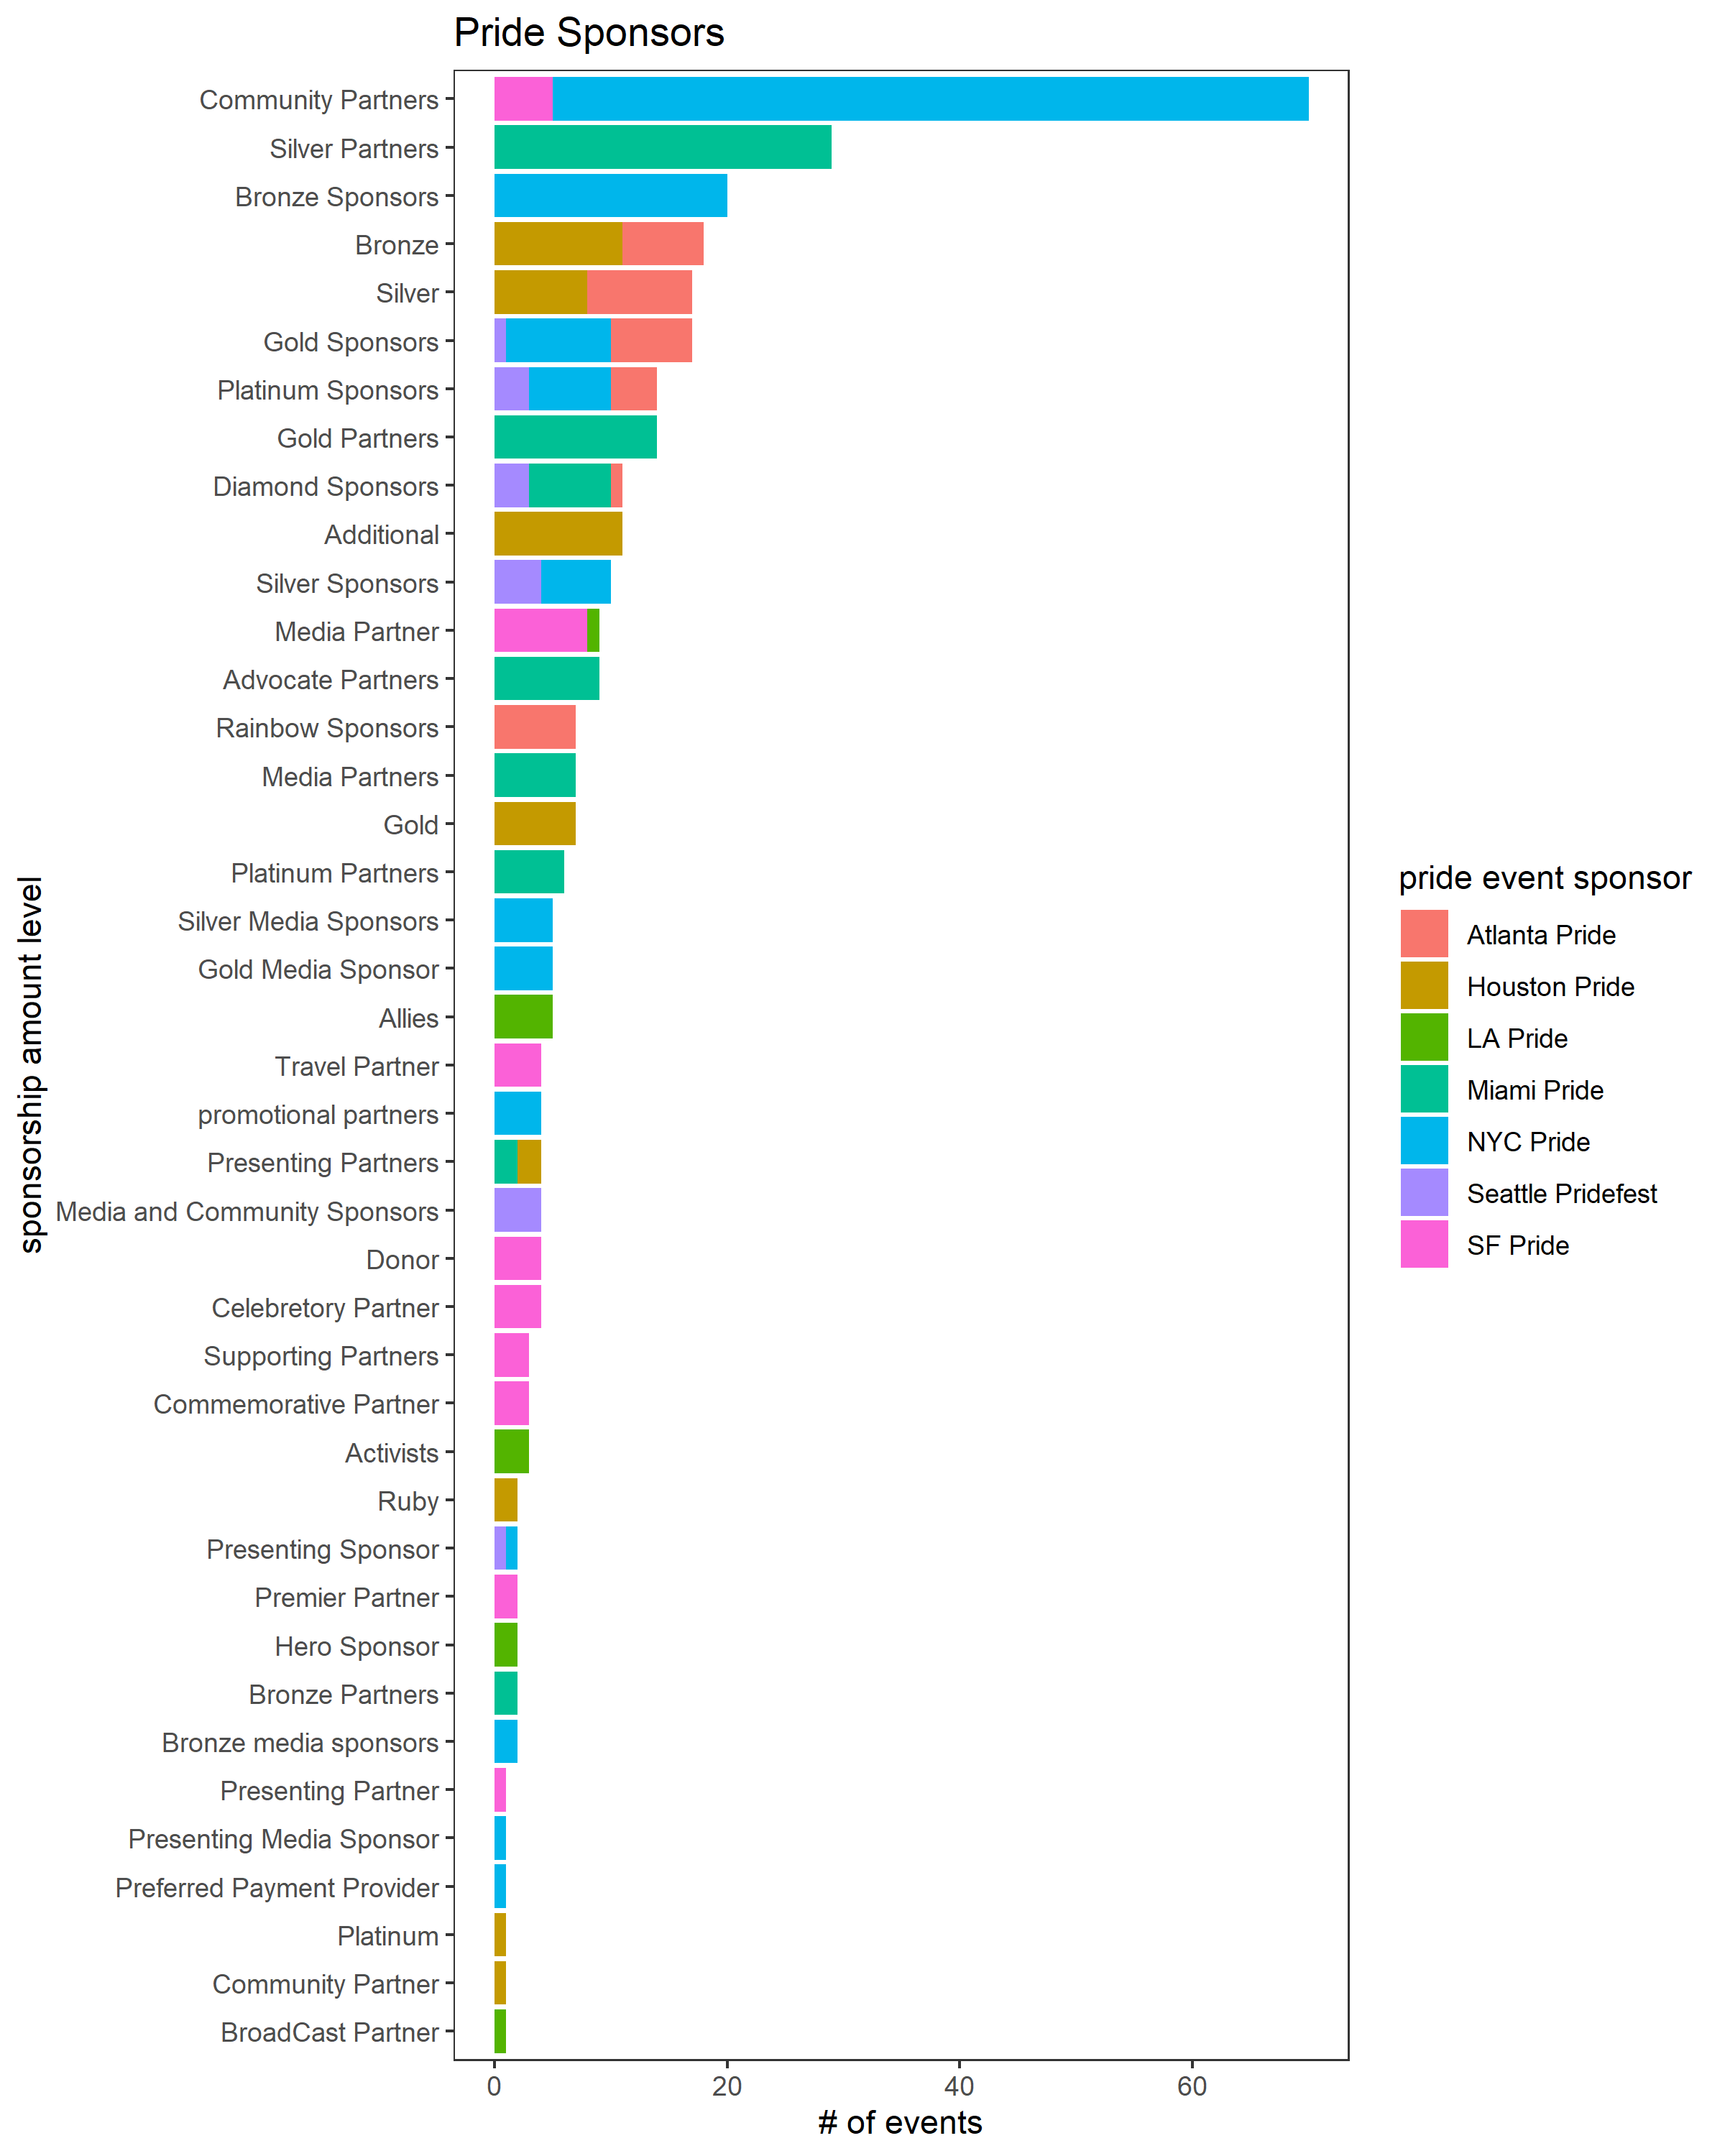 Pride Sponsors
Community Partners
Silver Partners
Bronze Sponsors
Bronze
Silver
Gold Sponsors
Platinum Sponsors
Gold Partners
Diamond Sponsors
Additional
Silver Sponsors
Media Partner
Advocate Partners
Rainbow Sponsors
Media Partners
Gold
Platinum Partners
Silver Media Sponsors
Gold Media Sponsor
Allies
Travel Partner
promotional partners
Presenting Partners
Media and Community Sponsors
Donor
Celebretory Partner
Supporting Partners
Commemorative Partner
Activists
Ruby
Presenting Sponsor
Premier Partner
Hero Sponsor
Bronze Partners
Bronze media sponsors
Presenting Partner
Presenting Media Sponsor
Preferred Payment Provider
Platinum
Community Partner
BroadCast Partner
sponsorship amount level
0 20 40 60
# of events
pride event sponsor
Atlanta Pride
Houston Pride
LA Pride
Miami Pride
NYC Pride
Seattle Pridefest
SF Pride